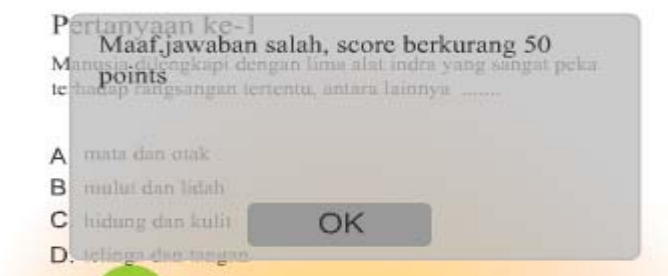 Pertanyaan ke-1
Maaf,jawaban salah, score berkurang 50
points
Manusia dilengkapi dengan lima alat indra yang sangat peka
terhadap rangsangan tertentu, antara lainnya .......
A mata dan otak
B mulut dan lidah
C. hidung dan kulit
D. telinga dan tangan
OK